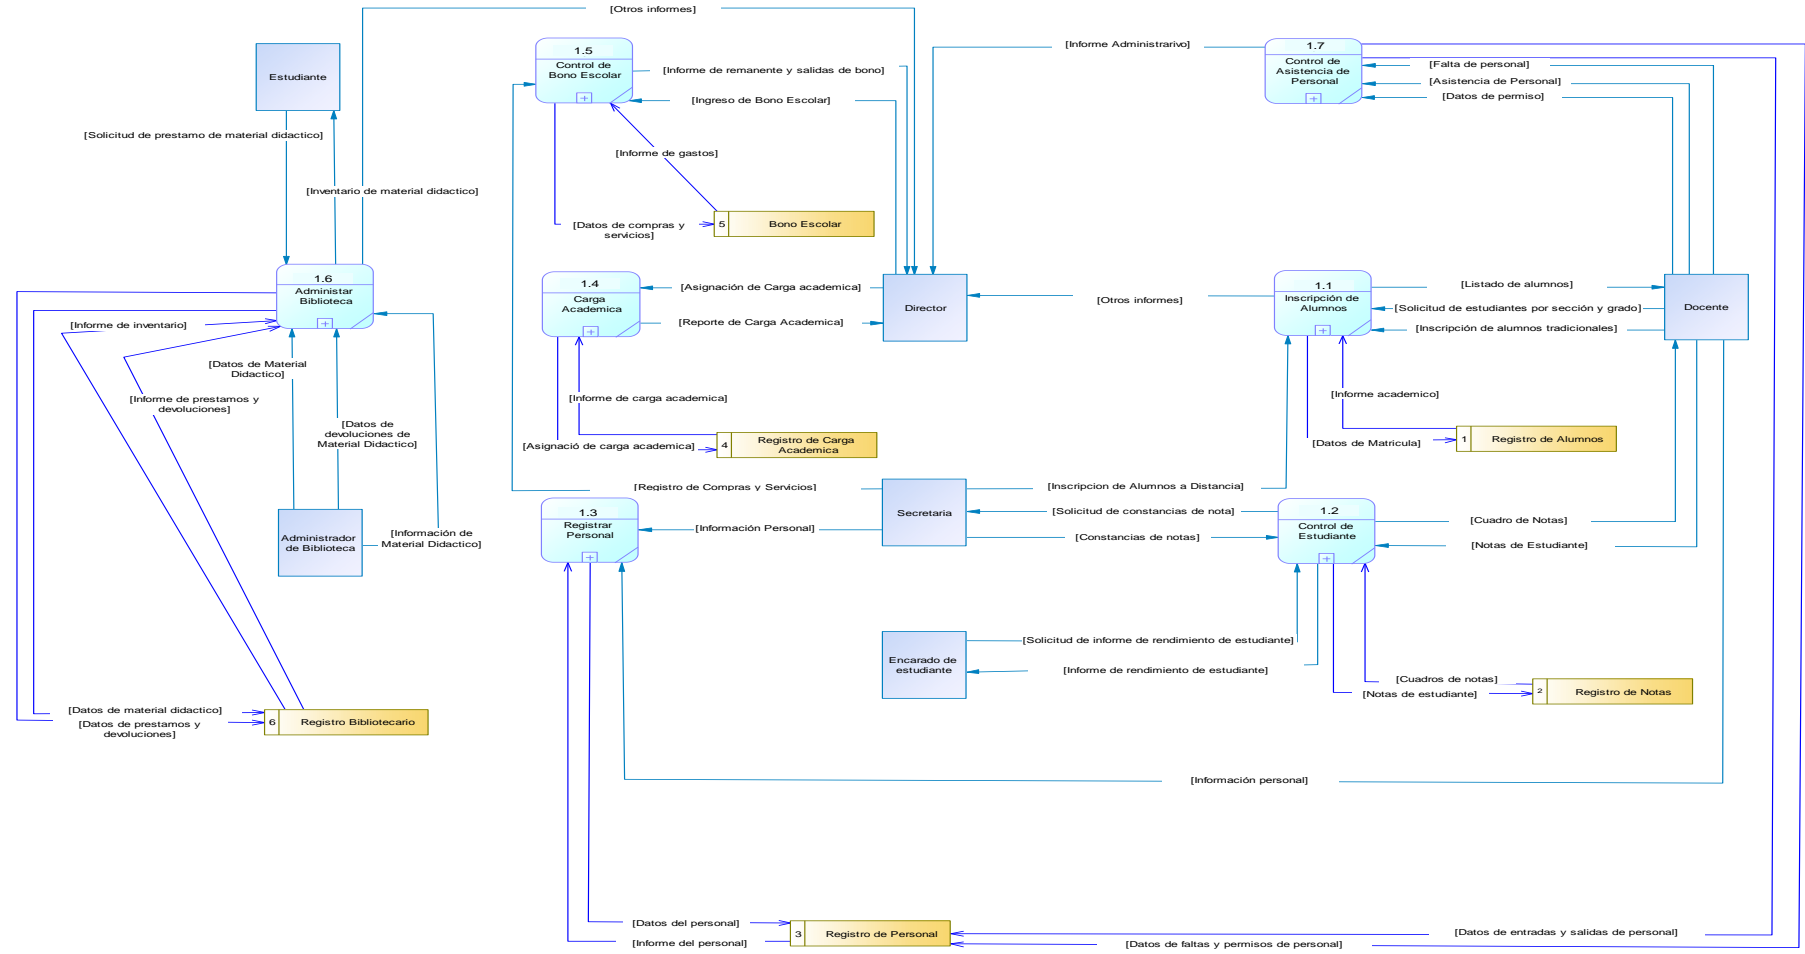 [Otros informes]
1.5
Control de
Bono Escolar
[Informe de remanente y salidas de bono]
[Ingreso de Bono Escolar]
[Informe Administrarivo]
1.7
Control de
Asistencia de
Personal
[Falta de personal]
[Asistencia de Personal]
[Datos de permiso]
Estudiante
[Solicitud de prestamo de material didactico]
[Inventario de material didactico]
[Informe de gastos]
[Datos de compras y
servicios]
5
Bono Escolar
1.6
Administar
Biblioteca
1.4
Carga
Academica
[Asignación de Carga academica]
[Reporte de Carga Academica]
Director
[Otros informes]
1.1
Inscripción de
Alumnos
[Listado de alumnos]
[Solicitud de estudiantes por sección y grado]
[Inscripción de alumnos tradicionales]
Docente
[Informe de inventario]
[Datos de Material
Didactico]
[Informe de prestamos y
devoluciones]
[Datos de
devoluciones de
Material Didactico]
[Informe de carga academica]
[Asignació de carga academica]
4
Registro de Carga
Academica
[Informe academico]
[Datos de Matricula]
1
Registro de Alumnos
[Registro de Compras y Servicios]
Secretaria
[Inscripcion de Alumnos a Distancia]
[Solicitud de constancias de nota]
[Constancias de notas]
1.3
Registrar
Personal
[Información Personal]
1.2
Control de
Estudiante
[Cuadro de Notas]
[Notas de Estudiante]
Administrador
de Biblioteca
[Información de
Material Didactico]
Encarado de
estudiante
[Solicitud de informe de rendimiento de estudiante]
[Informe de rendimiento de estudiante]
[Cuadros de notas]
[Notas de estudiante]
2
Registro de Notas
[Datos de material didactico]
[Datos de prestamos y
devoluciones]
6
Registro Bibliotecario
[Información personal]
[Datos del personal]
[Informe del personal]
3
Registro de Personal
[Datos de entradas y salidas de personal]
[Datos de faltas y permisos de personal]